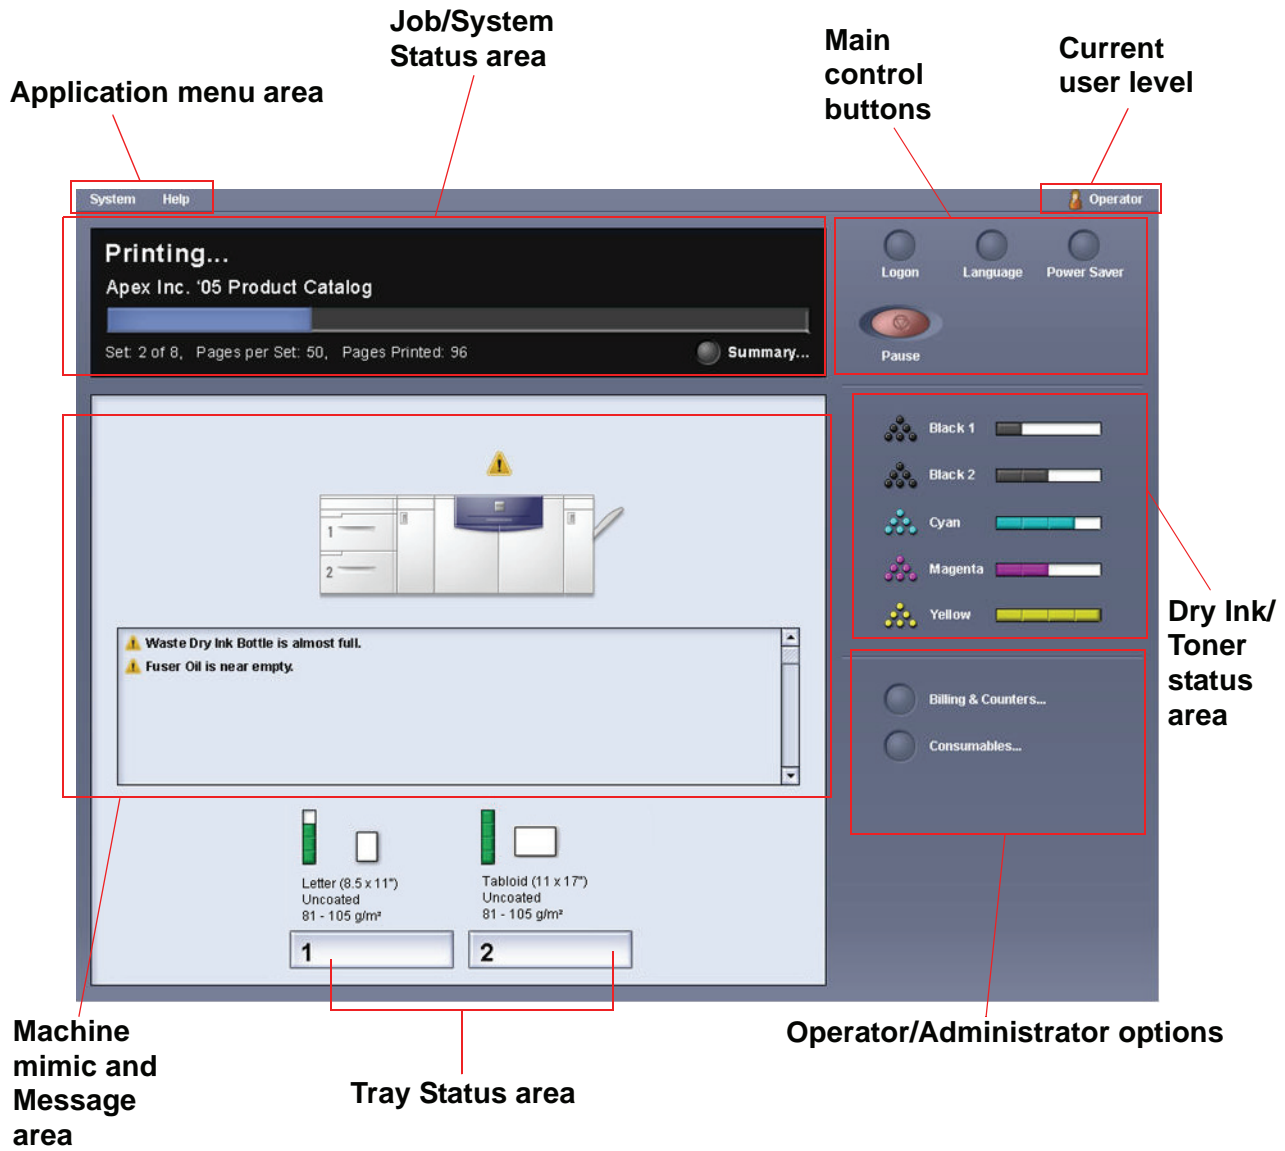 Job/System
Status area
Main
control
buttons
Current
user level
Application menu area
System Help
Operator
Printing...
Apex Inc. '05 Product Catalog
Set: 2 of 8, Pages per Set: 50, Pages Printed: 96
Summary...
Logon
Language
Power Saver
Pause
Black 1
Black 2
Cyan
Magenta
Yellow
Dry Ink/
Toner
status
area
1
2
Waste Dry Ink Bottle is almost full.
Fuser Oil is near empty.
Billing & Counters...
Consumables...
Letter (8.5 x 11")
Uncoated
81 - 105 g/m²
1
Tabloid (11 x 17")
Uncoated
81 - 105 g/m²
2
Machine
mimic and
Message
area
Tray Status area
Operator/Administrator options